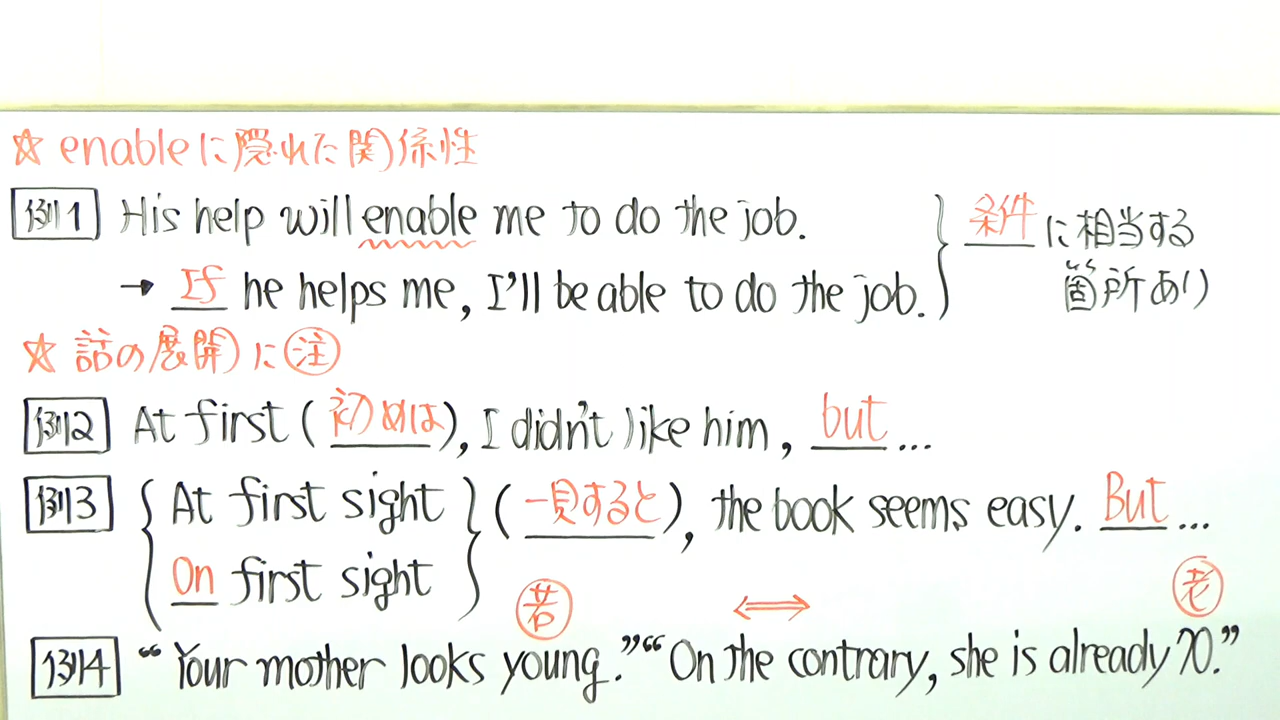 ☆ enableに隠れた関係性
例1 His help will enable me to do the job.
→ If he helps me, I'll be able to do the job.
条件に相当する
箇所あり
☆ 話の展開に注
例2 At first (初めは), I didn't like him, but...
例3 At first sight (一見すると), the book seems easy. But...
On first sight
若 ⟺ 老
例4 “Your mother looks young.” “On the contrary, she is already 70.”